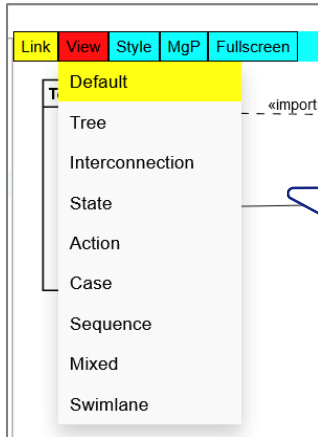 Link View Style MgP Fullscreen
Default
«import
Tree
Interconnection
State
Action
Case
Sequence
Mixed
Swimlane